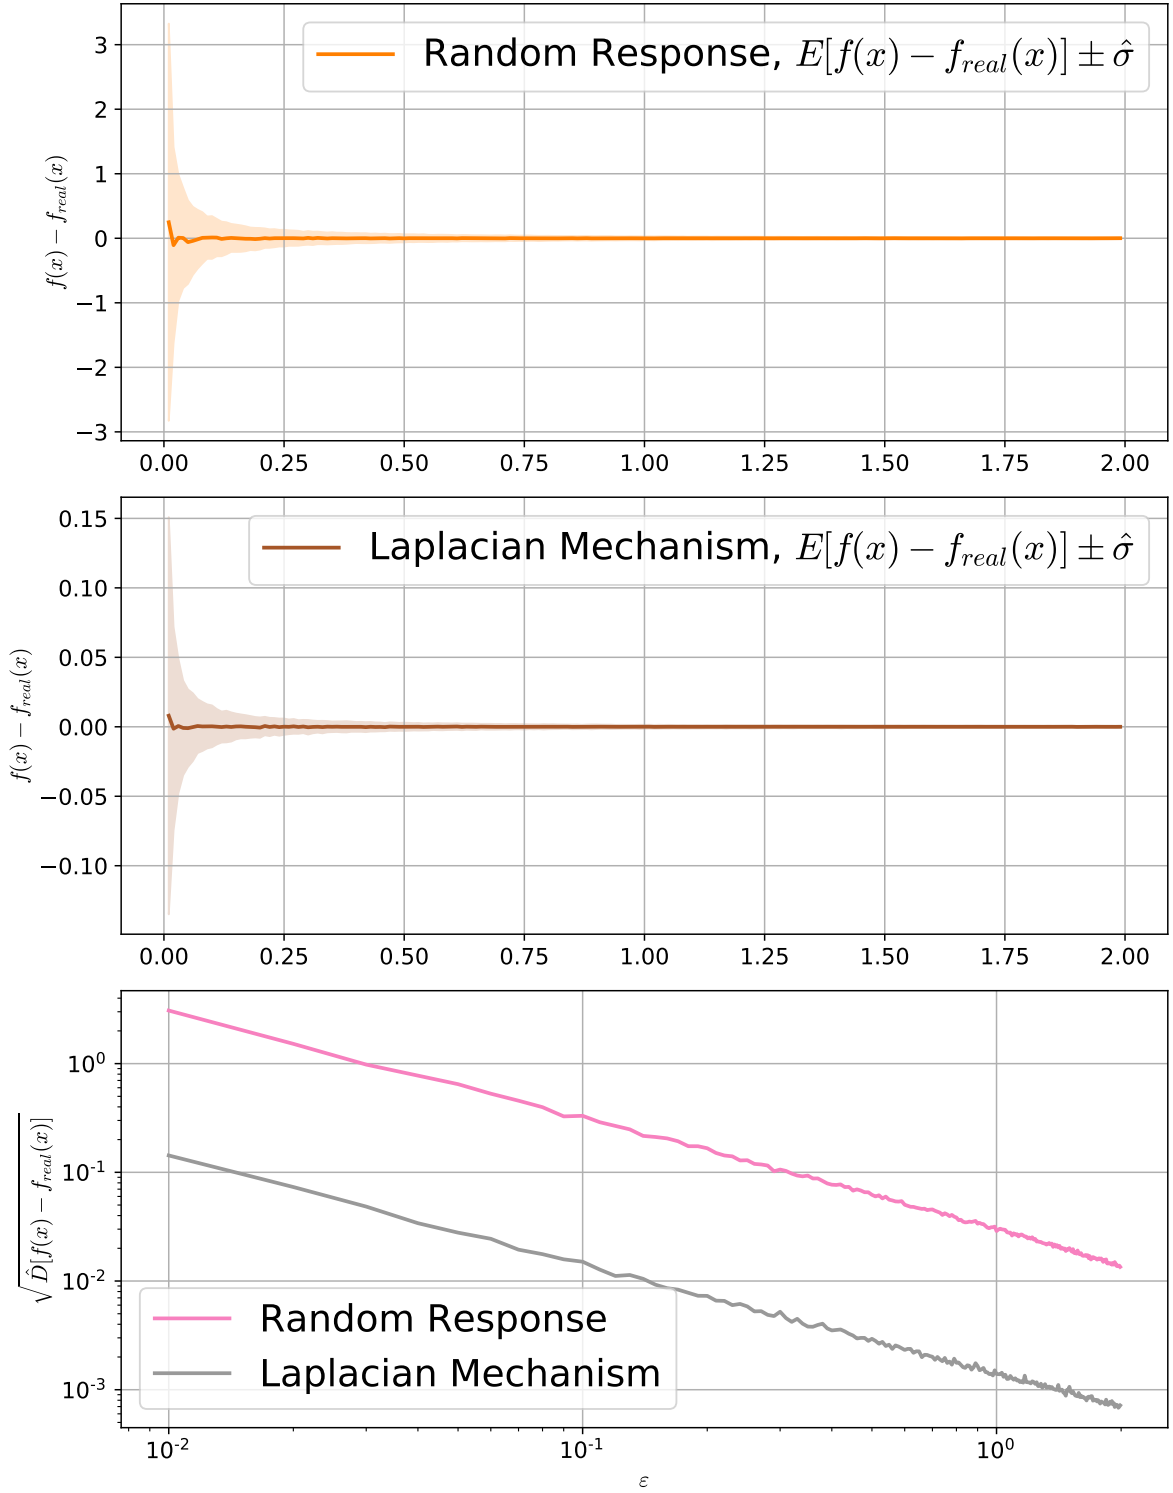 Random Response, E[f(x) − f_real(x)] ± σ̂
3
2
1
0
−1
−2
−3
f(x) − f_real(x)
0.00 0.25 0.50 0.75 1.00 1.25 1.50 1.75 2.00
Laplacian Mechanism, E[f(x) − f_real(x)] ± σ̂
0.15
0.10
0.05
0.00
−0.05
−0.10
f(x) − f_real(x)
0.00 0.25 0.50 0.75 1.00 1.25 1.50 1.75 2.00
10^0
10^-1
10^-2
10^-3
√D̂[f(x) − f_real(x)]
Random Response
Laplacian Mechanism
10^-2 10^-1 10^0
ε